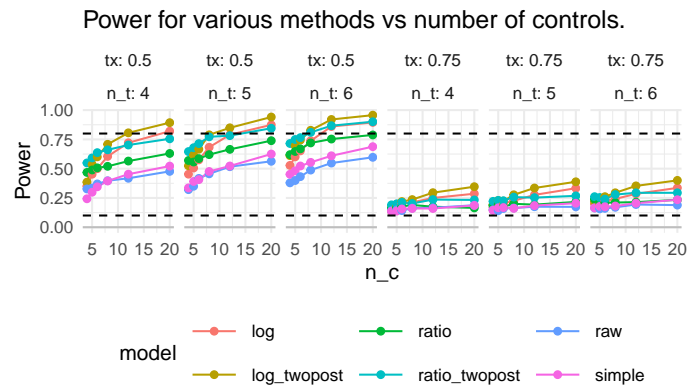 Power for various methods vs number of controls.
tx: 0.5 tx: 0.5 tx: 0.5 tx: 0.75 tx: 0.75 tx: 0.75
n_t: 4 n_t: 5 n_t: 6 n_t: 4 n_t: 5 n_t: 6
1.00
0.75
0.50
0.25
0.00
Power
5 10 15 20 5 10 15 20 5 10 15 20 5 10 15 20 5 10 15 20 5 10 15 20
n_c
model
log ratio raw
log_twopost ratio_twopost simple